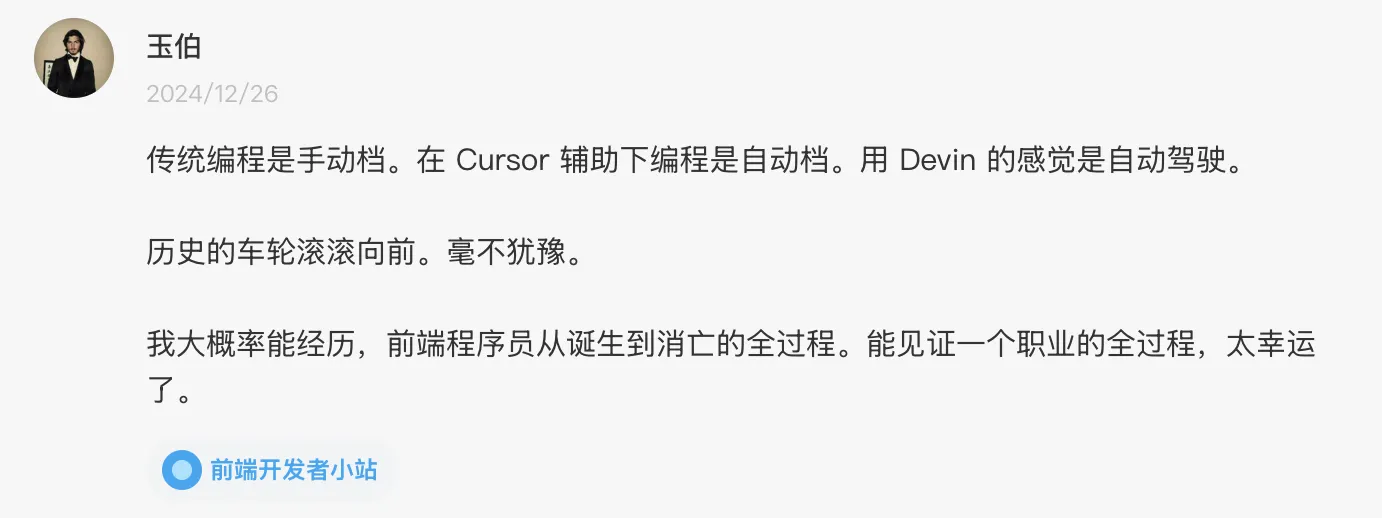 玉伯
2024/12/26
传统编程是手动档。在 Cursor 辅助下编程是自动档。用 Devin 的感觉是自动驾驶。
历史的车轮滚滚向前。毫不犹豫。
我大概率能经历，前端程序员从诞生到消亡的全过程。能见证一个职业的全过程，太幸运
了。
前端开发者小站